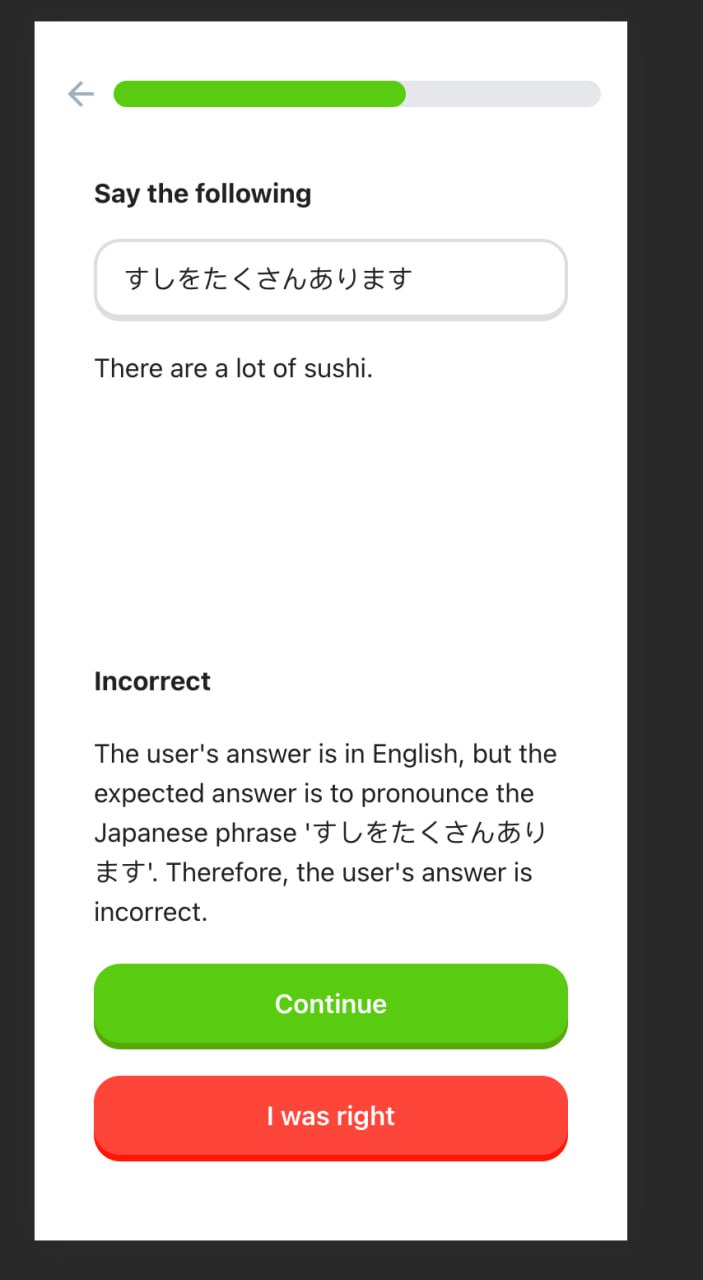 Say the following
すしをたくさんあります
There are a lot of sushi.
Incorrect
The user's answer is in English, but the
expected answer is to pronounce the
Japanese phrase 'すしをたくさんあり
ます'. Therefore, the user's answer is
incorrect.
Continue
I was right